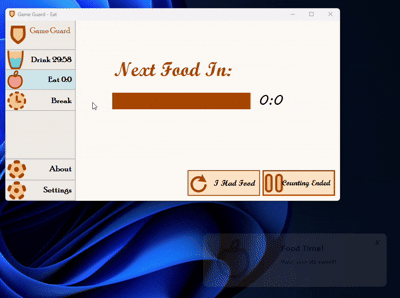 Game Guard - Eat
Game Guard
Drink 29:58
Eat 0:0
Break
Next Food In:
0:0
I Had Food
Counting Ended
About
Settings
Food Time!